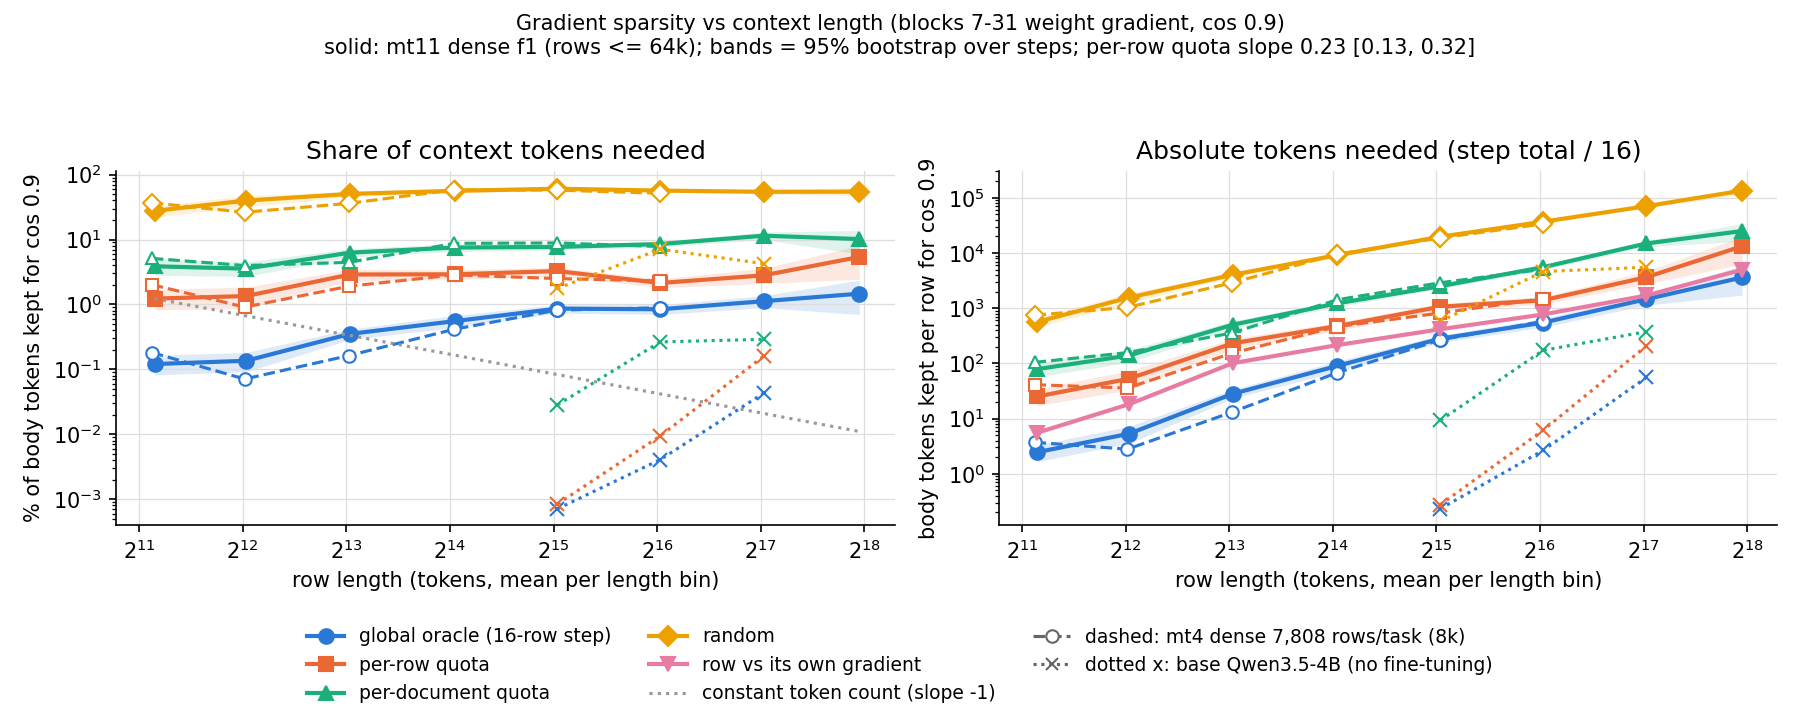 Gradient sparsity vs context length (blocks 7-31 weight gradient, cos 0.9)
solid: mt11 dense f1 (rows <= 64k); bands = 95% bootstrap over steps; per-row quota slope 0.23 [0.13, 0.32]
Share of context tokens needed
% of body tokens kept for cos 0.9
10²
10¹
10⁰
10⁻¹
10⁻²
10⁻³
2¹¹ 2¹² 2¹³ 2¹⁴ 2¹⁵ 2¹⁶ 2¹⁷ 2¹⁸
row length (tokens, mean per length bin)
Absolute tokens needed (step total / 16)
body tokens kept per row for cos 0.9
10⁵
10⁴
10³
10²
10¹
10⁰
2¹¹ 2¹² 2¹³ 2¹⁴ 2¹⁵ 2¹⁶ 2¹⁷ 2¹⁸
row length (tokens, mean per length bin)
global oracle (16-row step)
per-row quota
per-document quota
random
row vs its own gradient
constant token count (slope -1)
dashed: mt4 dense 7,808 rows/task (8k)
dotted x: base Qwen3.5-4B (no fine-tuning)